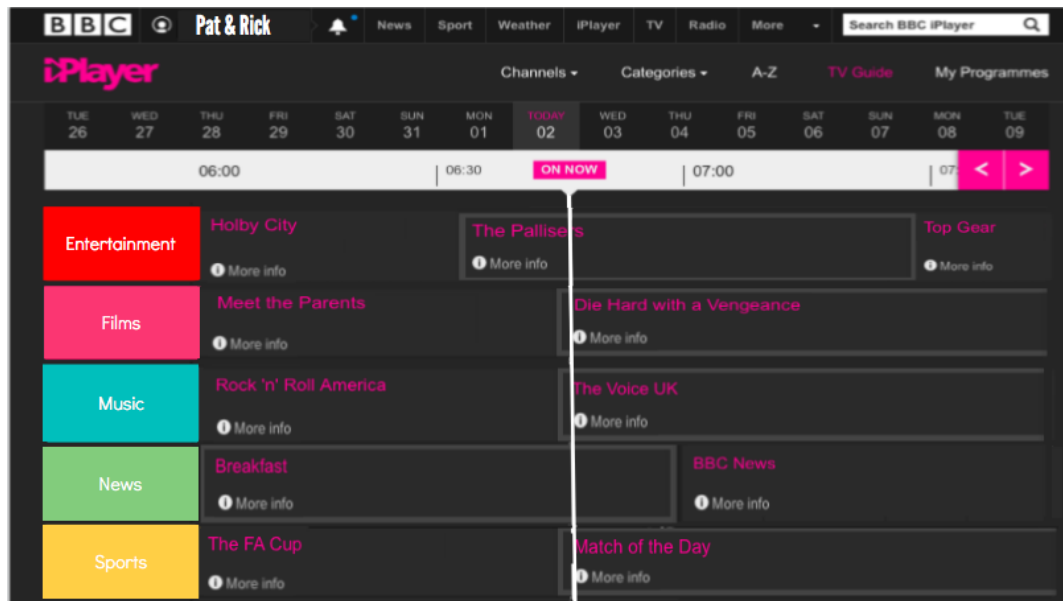 BBC Pat & Rick News Sport Weather iPlayer TV Radio More Search BBC iPlayer
iPlayer Channels Categories A-Z TV Guide My Programmes
TUE WED THU FRI SAT SUN MON TODAY WED THU FRI SAT SUN MON TUE
26 27 28 29 30 31 01 02 03 04 05 06 07 08 09
06:00 06:30 ON NOW 07:00 07: < >
Entertainment
Holby City
More info
The Pallisers
More info
Top Gear
More info
Films
Meet the Parents
More info
Die Hard with a Vengeance
More info
Music
Rock 'n' Roll America
More info
The Voice UK
More info
News
Breakfast
More info
BBC News
More info
Sports
The FA Cup
More info
Match of the Day
More info